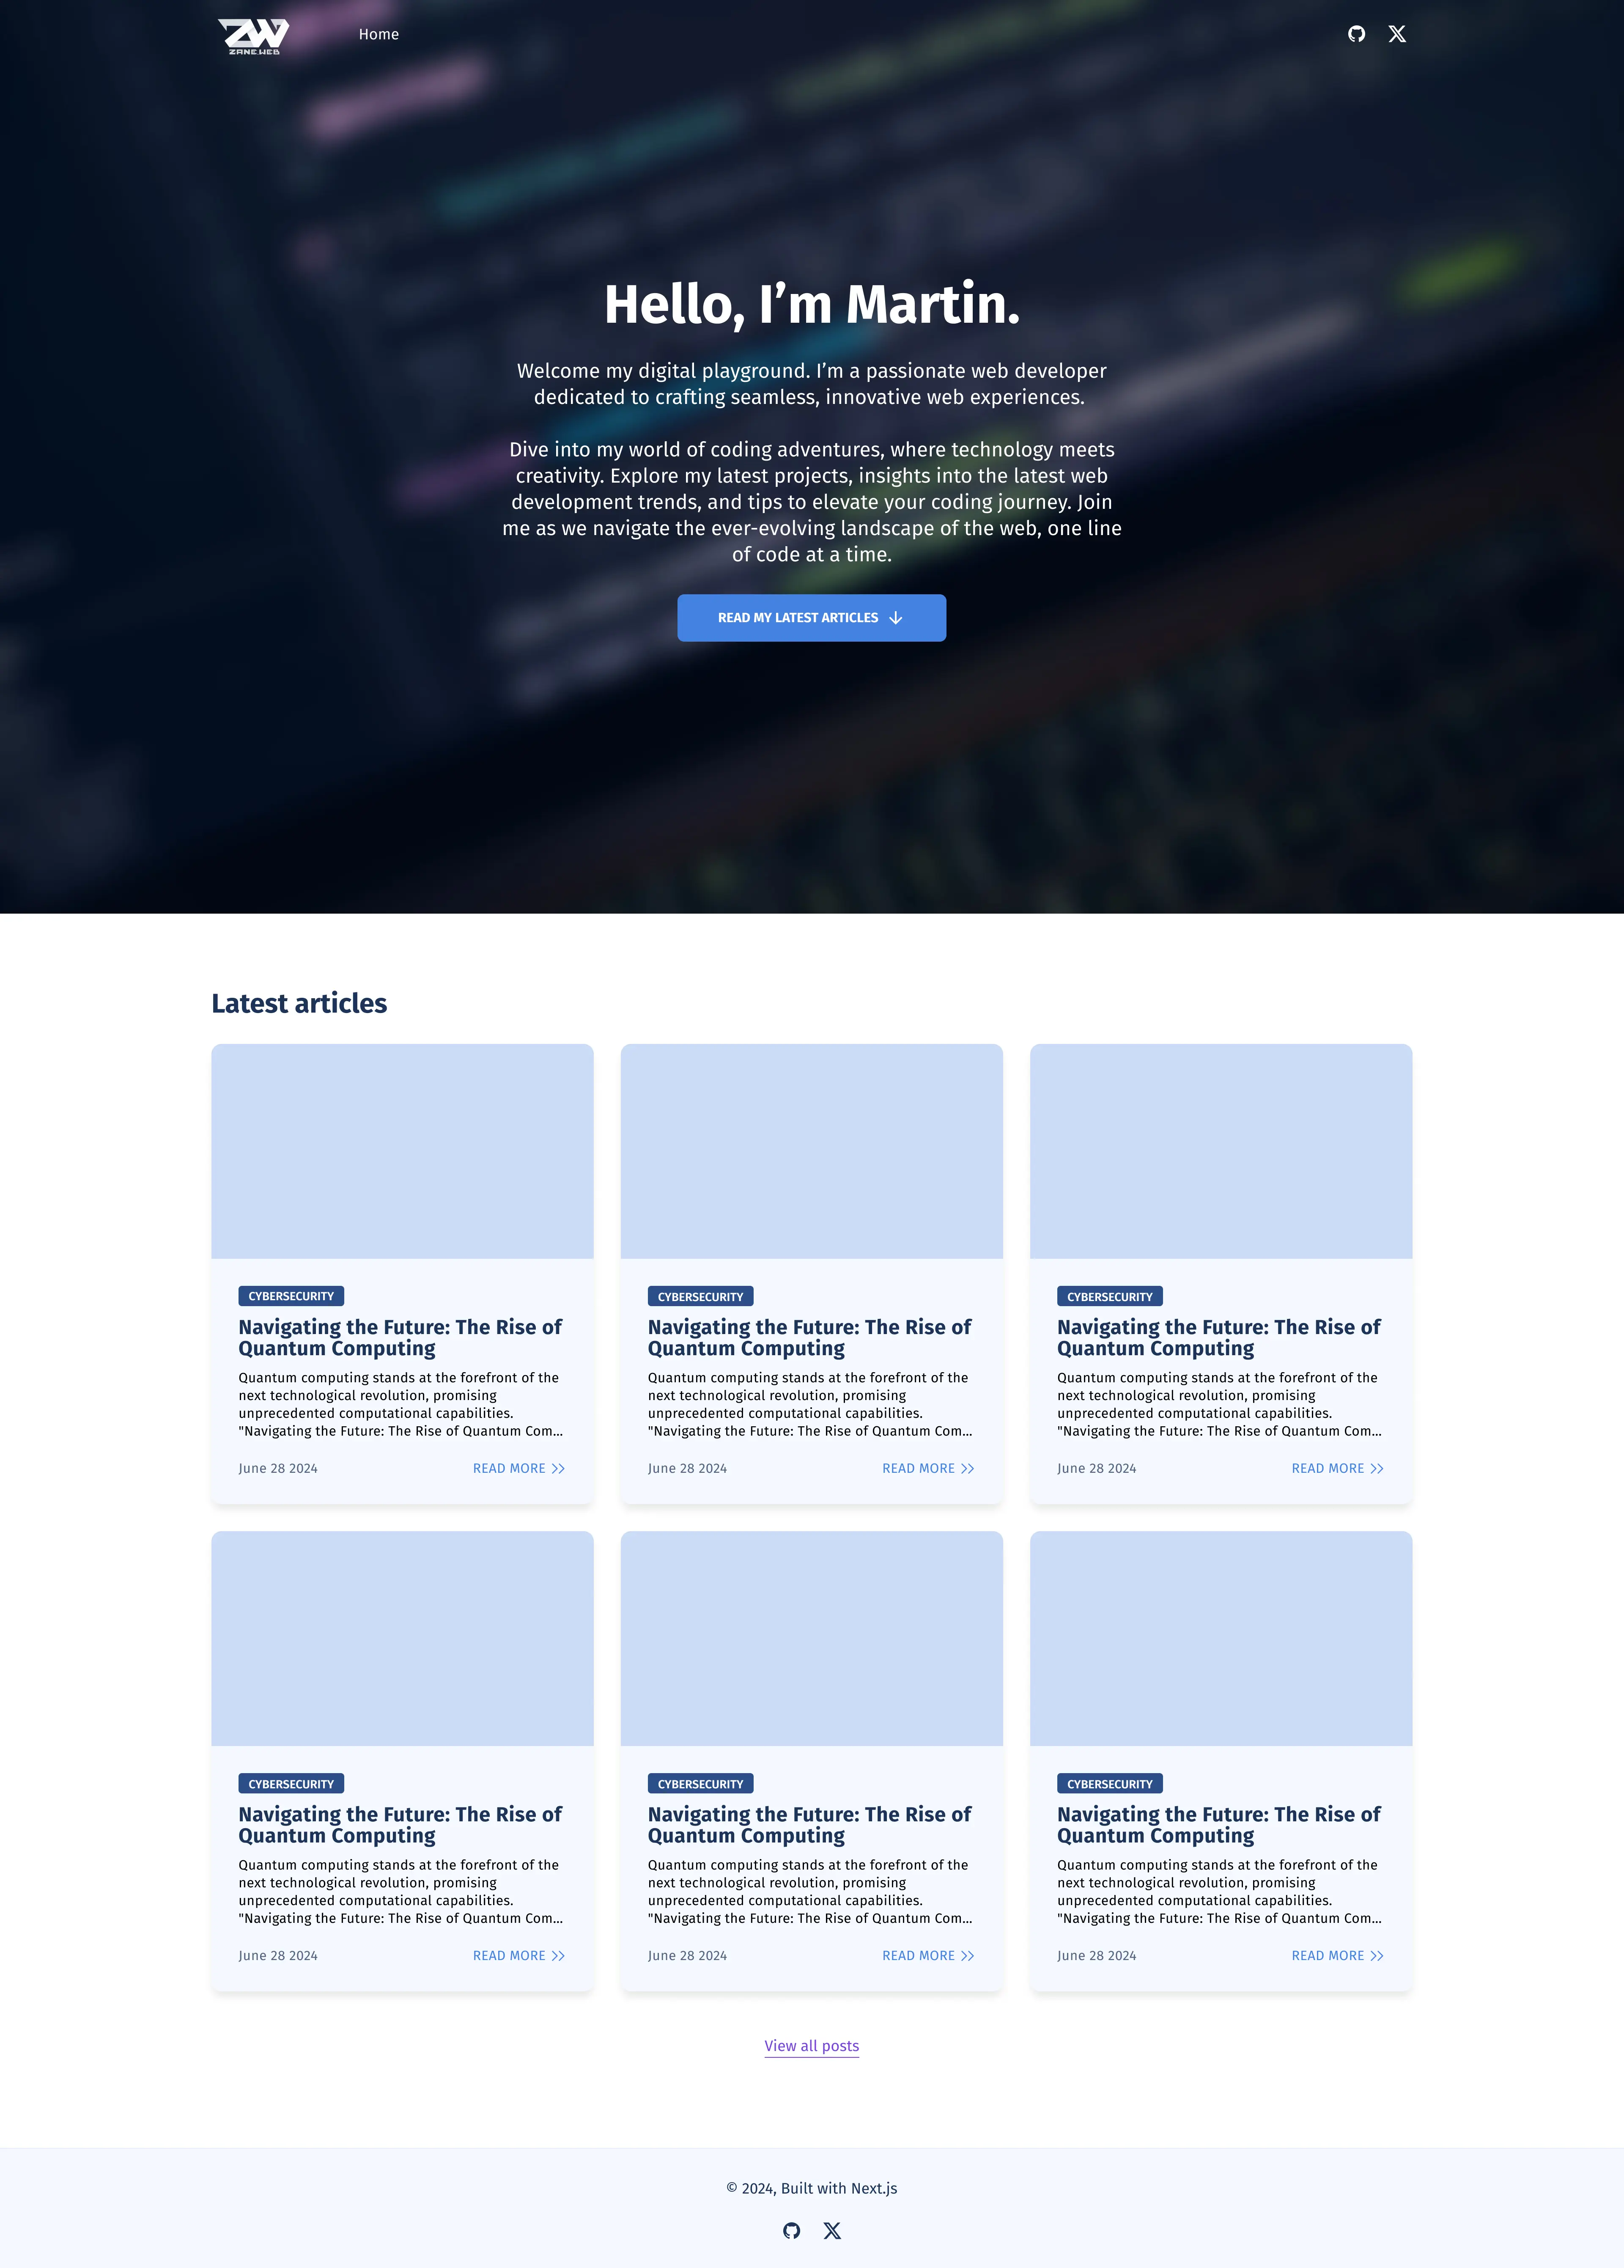 ZW
ZANE.WEB
Home
Hello, I’m Martin.
Welcome my digital playground. I’m a passionate web developer
dedicated to crafting seamless, innovative web experiences.
Dive into my world of coding adventures, where technology meets
creativity. Explore my latest projects, insights into the latest web
development trends, and tips to elevate your coding journey. Join
me as we navigate the ever-evolving landscape of the web, one line
of code at a time.
READ MY LATEST ARTICLES
Latest articles
CYBERSECURITY
Navigating the Future: The Rise of
Quantum Computing
Quantum computing stands at the forefront of the
next technological revolution, promising
unprecedented computational capabilities.
"Navigating the Future: The Rise of Quantum Com...
June 28 2024
READ MORE
CYBERSECURITY
Navigating the Future: The Rise of
Quantum Computing
Quantum computing stands at the forefront of the
next technological revolution, promising
unprecedented computational capabilities.
"Navigating the Future: The Rise of Quantum Com...
June 28 2024
READ MORE
CYBERSECURITY
Navigating the Future: The Rise of
Quantum Computing
Quantum computing stands at the forefront of the
next technological revolution, promising
unprecedented computational capabilities.
"Navigating the Future: The Rise of Quantum Com...
June 28 2024
READ MORE
CYBERSECURITY
Navigating the Future: The Rise of
Quantum Computing
Quantum computing stands at the forefront of the
next technological revolution, promising
unprecedented computational capabilities.
"Navigating the Future: The Rise of Quantum Com...
June 28 2024
READ MORE
CYBERSECURITY
Navigating the Future: The Rise of
Quantum Computing
Quantum computing stands at the forefront of the
next technological revolution, promising
unprecedented computational capabilities.
"Navigating the Future: The Rise of Quantum Com...
June 28 2024
READ MORE
CYBERSECURITY
Navigating the Future: The Rise of
Quantum Computing
Quantum computing stands at the forefront of the
next technological revolution, promising
unprecedented computational capabilities.
"Navigating the Future: The Rise of Quantum Com...
June 28 2024
READ MORE
View all posts
© 2024, Built with Next.js